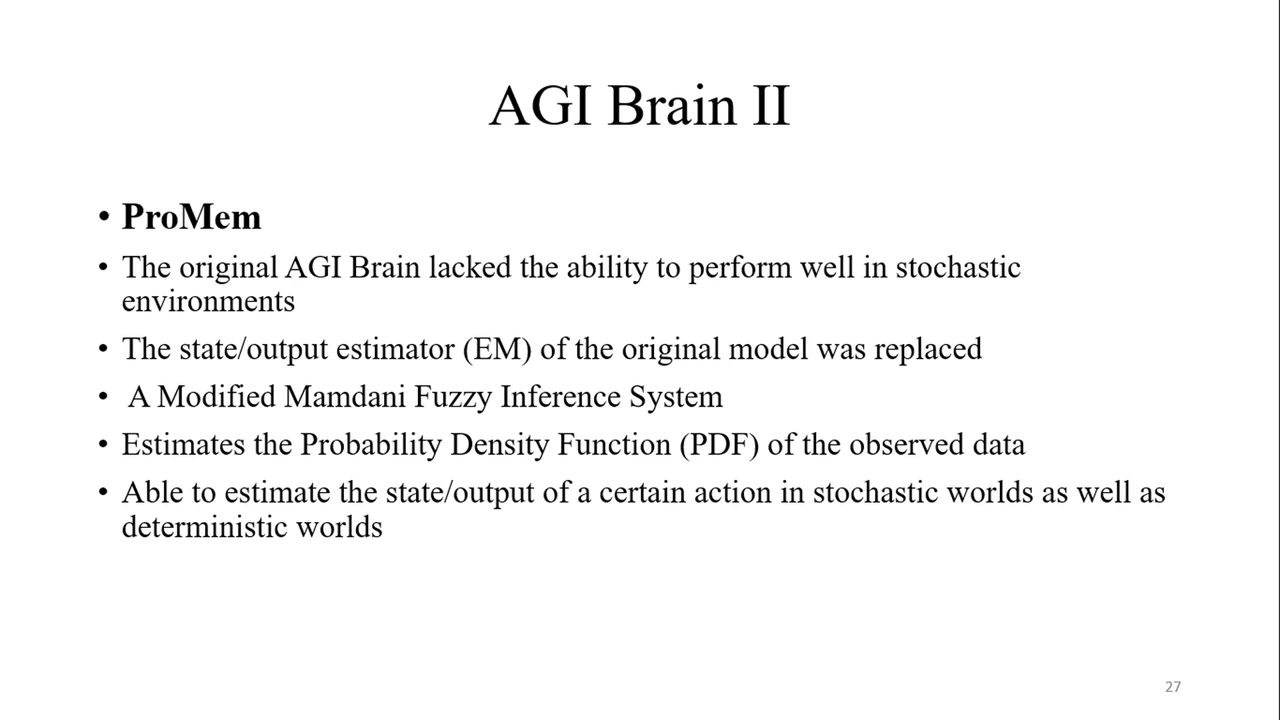 AGI Brain II
• ProMem
• The original AGI Brain lacked the ability to perform well in stochastic
environments
• The state/output estimator (EM) of the original model was replaced
• A Modified Mamdani Fuzzy Inference System
• Estimates the Probability Density Function (PDF) of the observed data
• Able to estimate the state/output of a certain action in stochastic worlds as well as
deterministic worlds
27